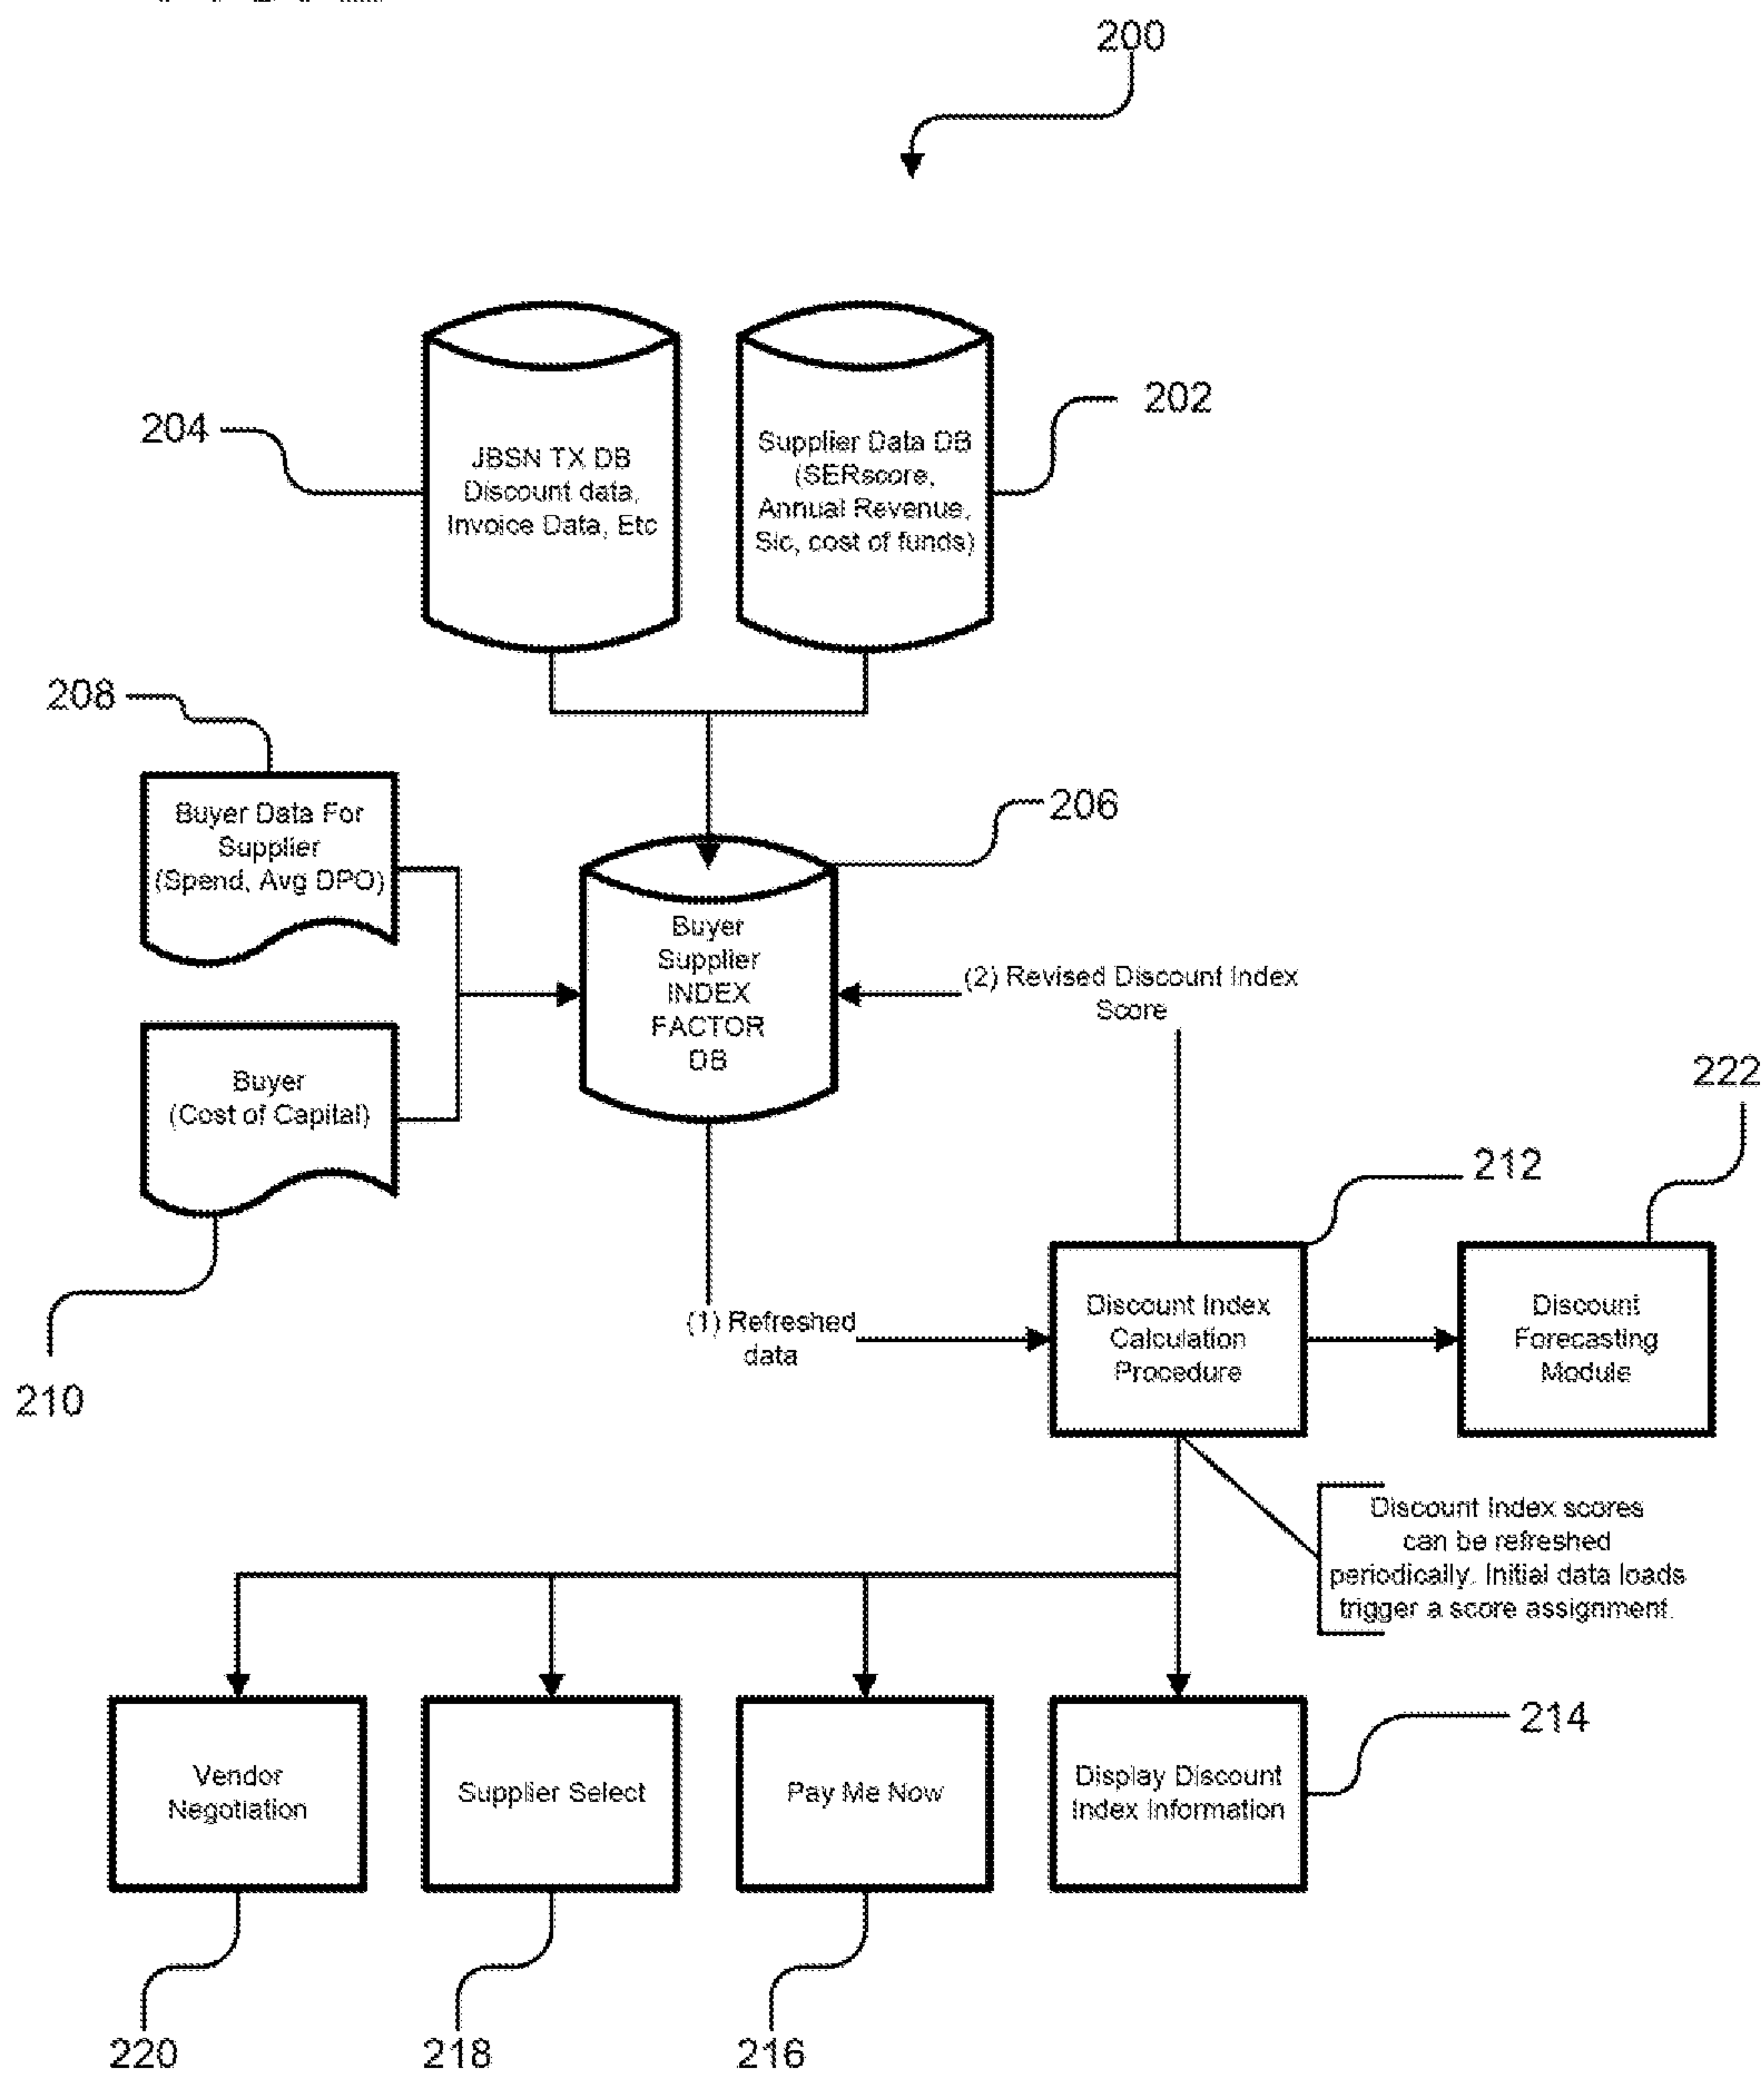 200
204
JBSN TX DB
Discount data,
Invoice Data, Etc
202
Supplier Data DB
(SERscore,
Annual Revenue,
Sic, cost of funds)
208
Buyer Data For
Supplier
(Spend, Avg DPO)
206
Buyer
Supplier
INDEX
FACTOR
DB
(2) Revised Discount Index
Score
Buyer
(Cost of Capital)
210
222
212
(1) Refreshed
data
Discount Index
Calculation
Procedure
Discount
Forecasting
Module
Discount Index scores
can be refreshed
periodically. Initial data loads
trigger a score assignment.
Vendor
Negotiation
Supplier Select
Pay Me Now
Display Discount
Index Information
214
220
218
216